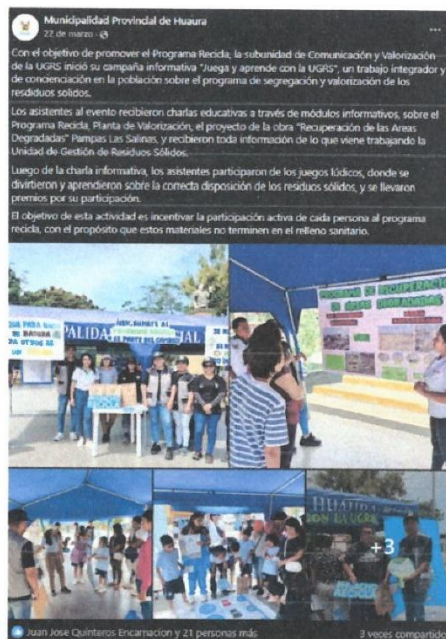 Municipalidad Provincial de Huaura
22 de marzo ·
Con el objetivo de promover el Programa Recicla, la subunidad de Comunicación y Valorización
de la UGRS inició su campaña informativa "Juega y aprende con la UGRS", un trabajo integrador y
de concienciación en la población sobre el programa de segregación y valorización de los
residuos sólidos.
Los asistentes al evento recibieron charlas educativas a través de módulos informativos, sobre el
Programa Recicla, Planta de Valorización, el proyecto de la obra "Recuperación de las Areas
Degradadas" Pampas Las Salinas, y recibieron toda información de lo que viene trabajando la
Unidad de Gestión de Residuos Sólidos.
Luego de la charla informativa, los asistentes participaron de los juegos lúdicos, donde se
divirtieron y aprendieron sobre la correcta disposición de los residuos sólidos, y se llevaron
premios por su participación.
El objetivo de esta actividad es incentivar la participación activa de cada persona al programa
recicla, con el propósito que estos materiales no terminen en el relleno sanitario.
PROGRAMA DE RECUPERACIÓN
DE AREAS DEGRADADAS
HUAURA
CON LA UGRS
+3
Juan Jose Quinteros Encarnacion y 21 personas más
3 veces compartido